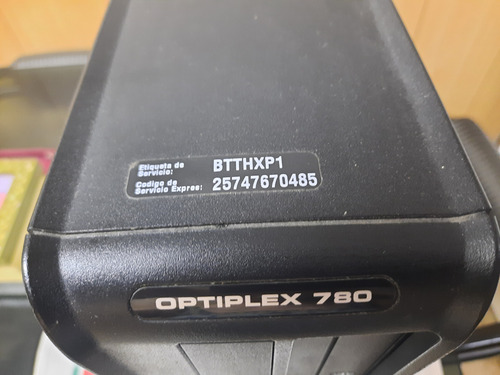 Etiqueta de Servicio: BTTHXP1
Codigo de Servicio Expres: 25747670485
OPTIPLEX 780